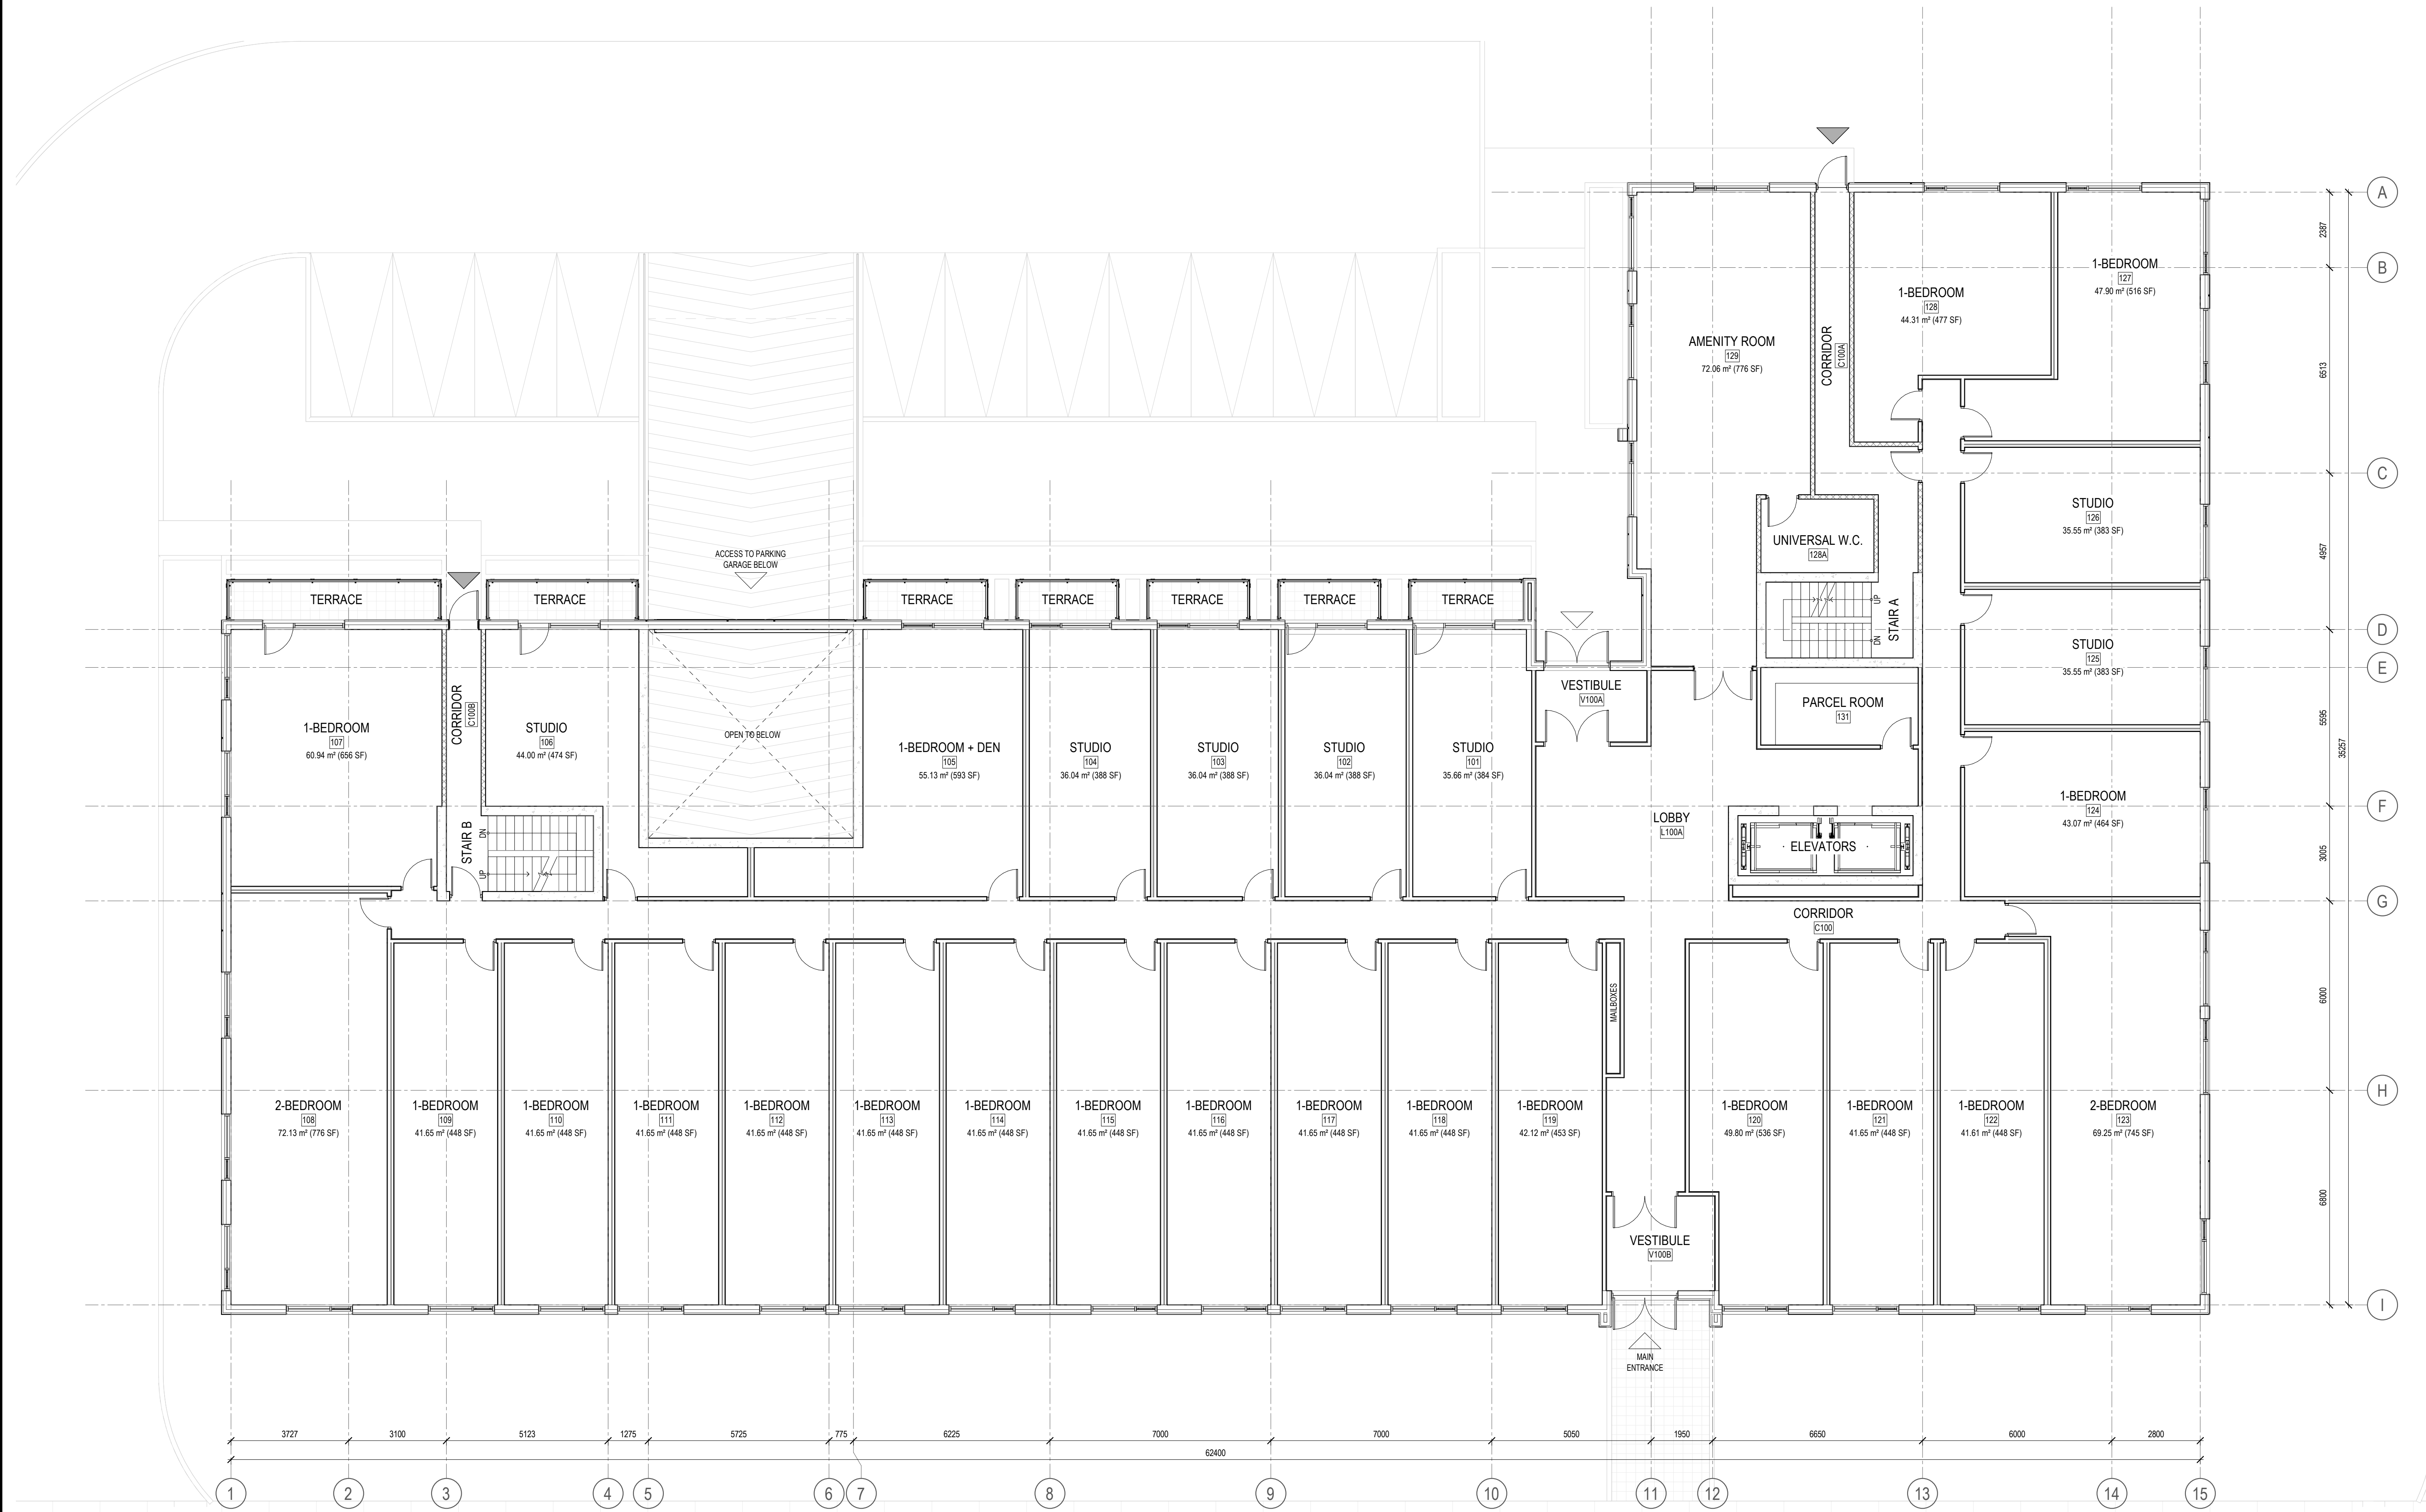 A
2387
B
1-BEDROOM
127
47.90 m² (516 SF)
1-BEDROOM
128
44.31 m² (477 SF)
AMENITY ROOM
129
72.06 m² (776 SF)
CORRIDOR
C100A
6513
35257
C
STUDIO
126
35.55 m² (383 SF)
4957
UNIVERSAL W.C.
128A
ACCESS TO PARKING
GARAGE BELOW
TERRACE
TERRACE
TERRACE
TERRACE
TERRACE
TERRACE
TERRACE
UP
DN
STAIR A
D
STUDIO
125
35.55 m² (383 SF)
E
VESTIBULE
V100A
PARCEL ROOM
131
5595
CORRIDOR
C100B
1-BEDROOM
107
60.94 m² (656 SF)
STUDIO
106
44.00 m² (474 SF)
OPEN TO BELOW
1-BEDROOM + DEN
105
55.13 m² (593 SF)
STUDIO
104
36.04 m² (388 SF)
STUDIO
103
36.04 m² (388 SF)
STUDIO
102
36.04 m² (388 SF)
STUDIO
101
35.66 m² (384 SF)
1-BEDROOM
124
43.07 m² (464 SF)
F
LOBBY
L100A
STAIR B
DN
UP
ELEVATORS
3005
G
CORRIDOR
C100
6000
MAILBOXES
H
2-BEDROOM
108
72.13 m² (776 SF)
1-BEDROOM
109
41.65 m² (448 SF)
1-BEDROOM
110
41.65 m² (448 SF)
1-BEDROOM
111
41.65 m² (448 SF)
1-BEDROOM
112
41.65 m² (448 SF)
1-BEDROOM
113
41.65 m² (448 SF)
1-BEDROOM
114
41.65 m² (448 SF)
1-BEDROOM
115
41.65 m² (448 SF)
1-BEDROOM
116
41.65 m² (448 SF)
1-BEDROOM
117
41.65 m² (448 SF)
1-BEDROOM
118
41.65 m² (448 SF)
1-BEDROOM
119
42.12 m² (453 SF)
1-BEDROOM
120
49.80 m² (536 SF)
1-BEDROOM
121
41.65 m² (448 SF)
1-BEDROOM
122
41.61 m² (448 SF)
2-BEDROOM
123
69.25 m² (745 SF)
6800
VESTIBULE
V100B
I
MAIN
ENTRANCE
3727 3100 5123 1275 5725 775 6225 7000 7000 5050 1950 6650 6000 2800
62400
1 2 3 4 5 6 7 8 9 10 11 12 13 14 15